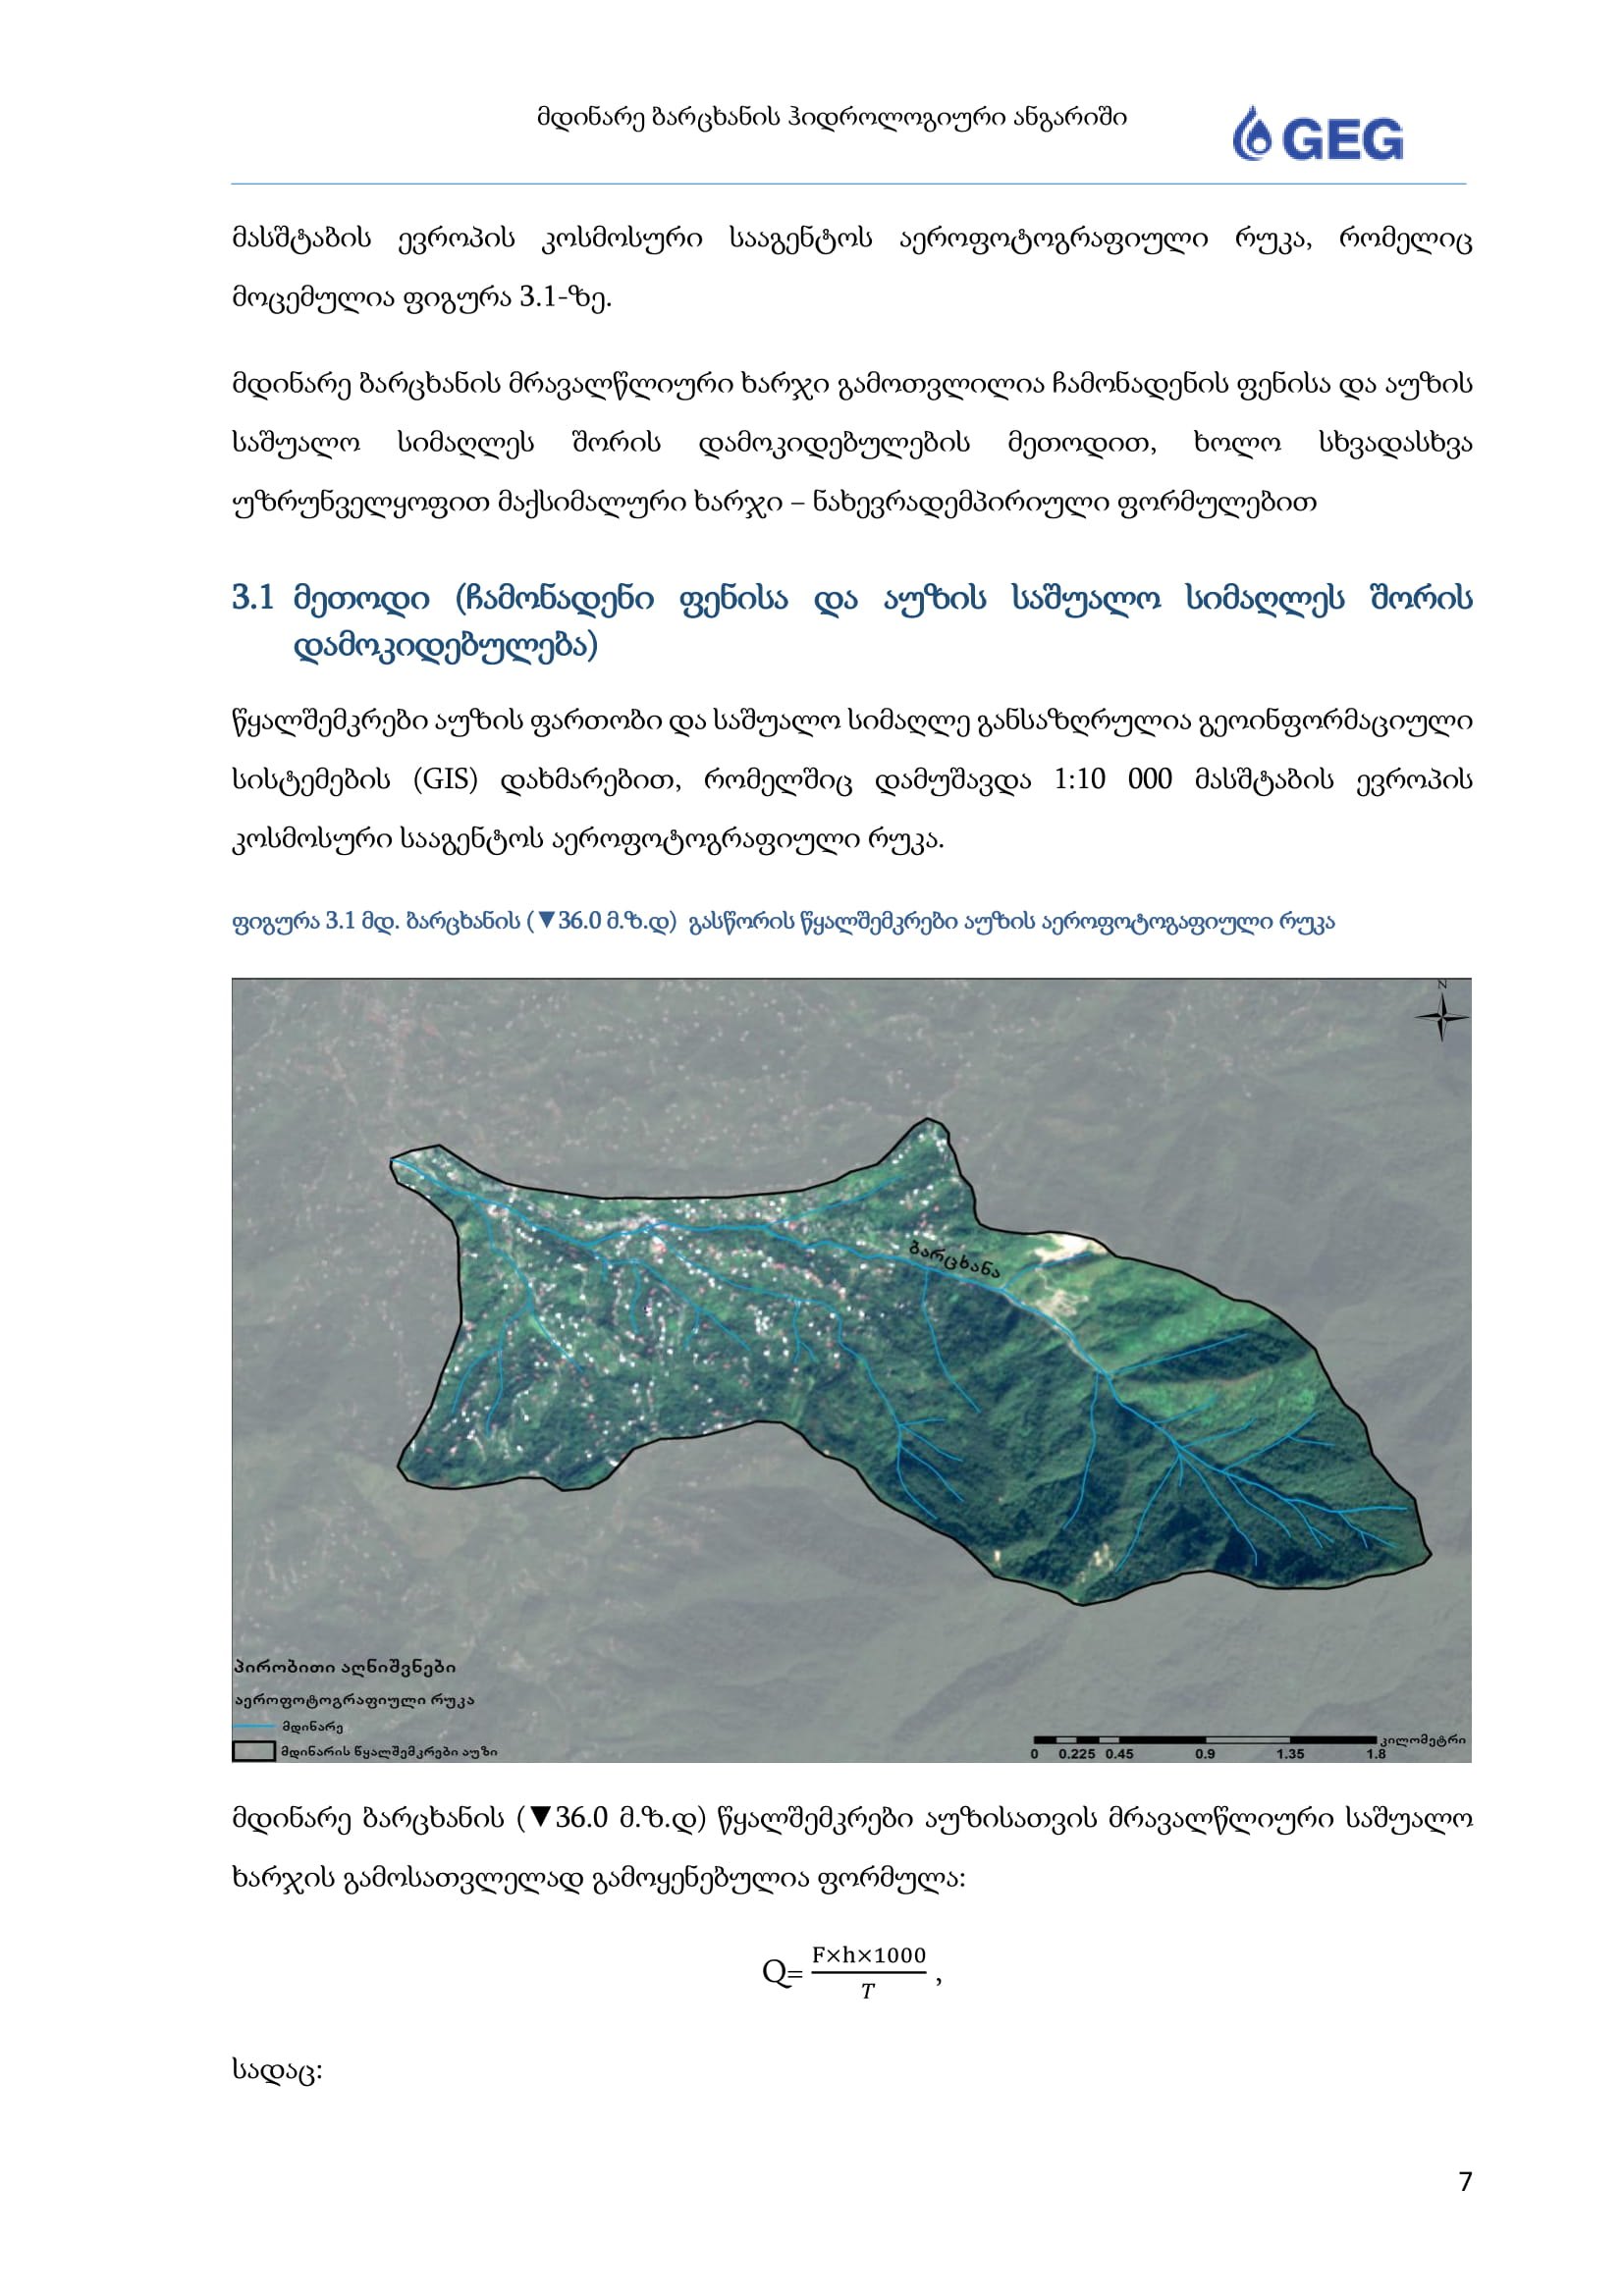 მდინარე ბარცხანის ჰიდროლოგიური ანგარიში
GEG
მასშტაბის ევროპის კოსმოსური სააგენტოს აეროფოტოგრაფიული რუკა, რომელიც
მოცემულია ფიგურა 3.1-ზე.
მდინარე ბარცხანის მრავალწლიური ხარჯი გამოთვლილია ჩამონადენის ფენისა და აუზის
საშუალო სიმაღლეს შორის დამოკიდებულების მეთოდით, ხოლო სხვადასხვა
უზრუნველყოფით მაქსიმალური ხარჯი – ნახევრადემპირიული ფორმულებით
3.1 მეთოდი (ჩამონადენი ფენისა და აუზის საშუალო სიმაღლეს შორის
დამოკიდებულება)
წყალშემკრები აუზის ფართობი და საშუალო სიმაღლე განსაზღრულია გეოინფორმაციული
სისტემების (GIS) დახმარებით, რომელშიც დამუშავდა 1:10 000 მასშტაბის ევროპის
კოსმოსური სააგენტოს აეროფოტოგრაფიული რუკა.
ფიგურა 3.1 მდ. ბარცხანის (▼36.0 მ.ზ.დ) გასწორის წყალშემკრები აუზის აეროფოტოგაფიული რუკა
N
ბარცხანა
პირობითი აღნიშვნები
აეროფოტოგრაფიული რუკა
მდინარე
მდინარის წყალშემკრები აუზი
კილომეტრი
0 0.225 0.45 0.9 1.35 1.8
მდინარე ბარცხანის (▼36.0 მ.ზ.დ) წყალშემკრები აუზისათვის მრავალწლიური საშუალო
ხარჯის გამოსათვლელად გამოყენებულია ფორმულა:
Q= F×h×1000 / T ,
სადაც:
7